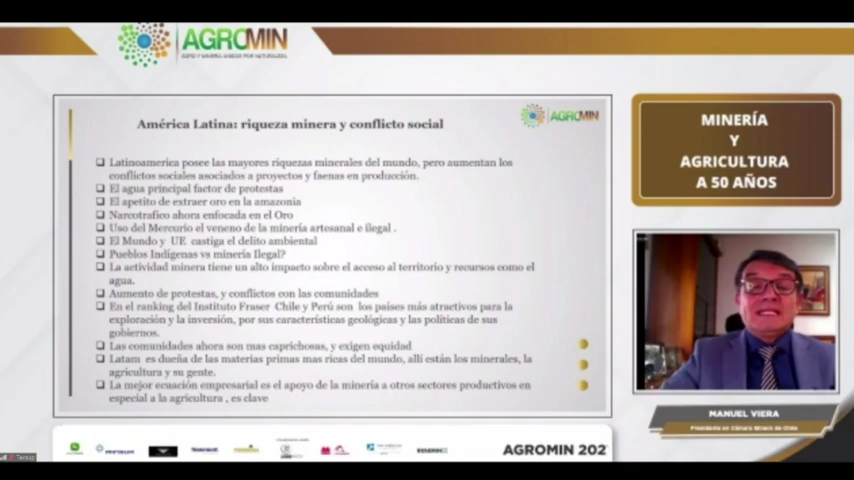 AGROMIN
América Latina: riqueza minera y conflicto social
AGROMIN
Latinoamerica posee las mayores riquezas minerales del mundo, pero aumentan los
conflictos sociales asociados a proyectos y faenas en producción.
El agua principal factor de protestas
El apetito de extraer oro en la amazonia
Narcotrafico ahora enfocada en el Oro
Uso del Mercurio el veneno de la minería artesanal e ilegal .
El Mundo y UE castiga el delito ambiental
Pueblos Indígenas vs minería Ilegal?
La actividad minera tiene un alto impacto sobre el acceso al territorio y recursos como el
agua.
Aumento de protestas, y conflictos con las comunidades
En el ranking del Instituto Fraser Chile y Perú son los países más atractivos para la
exploración y la inversión, por sus características geológicas y las políticas de sus
gobiernos.
Las comunidades ahora son mas caprichosas, y exigen equidad
Latam es dueña de las materias primas mas ricas del mundo, allí están los minerales, la
agricultura y su gente.
La mejor ecuación empresarial es el apoyo de la minería a otros sectores productivos en
especial a la agricultura , es clave
MINERÍA
Y
AGRICULTURA
A 50 AÑOS
MANUEL VIERA
Presidente en Cámara Minera de Chile
AGROMIN 202